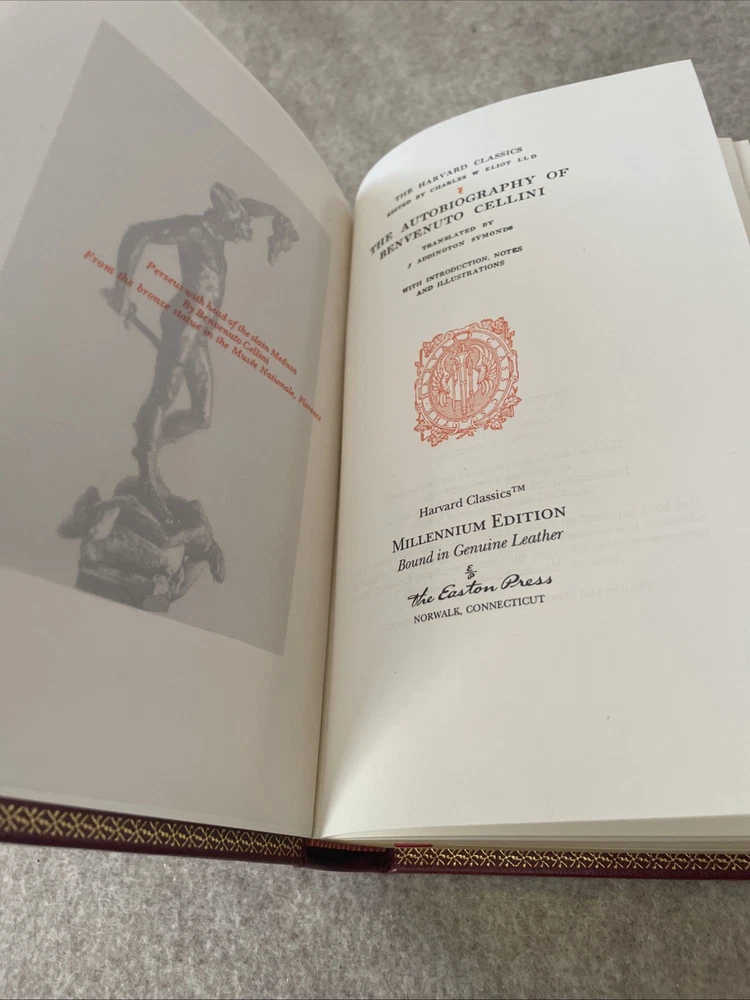 Perseus with head of the slain Medusa
By Benvenuto Cellini
From the bronze statue in the Musée Nationale, Florence
THE HARVARD CLASSICS
EDITED BY CHARLES W ELIOT LL D
THE AUTOBIOGRAPHY OF
BENVENUTO CELLINI
TRANSLATED BY
J ADDINGTON SYMONDS
WITH INTRODUCTION, NOTES
AND ILLUSTRATIONS
Harvard Classics™
MILLENNIUM EDITION
Bound in Genuine Leather
the Easton Press
NORWALK, CONNECTICUT